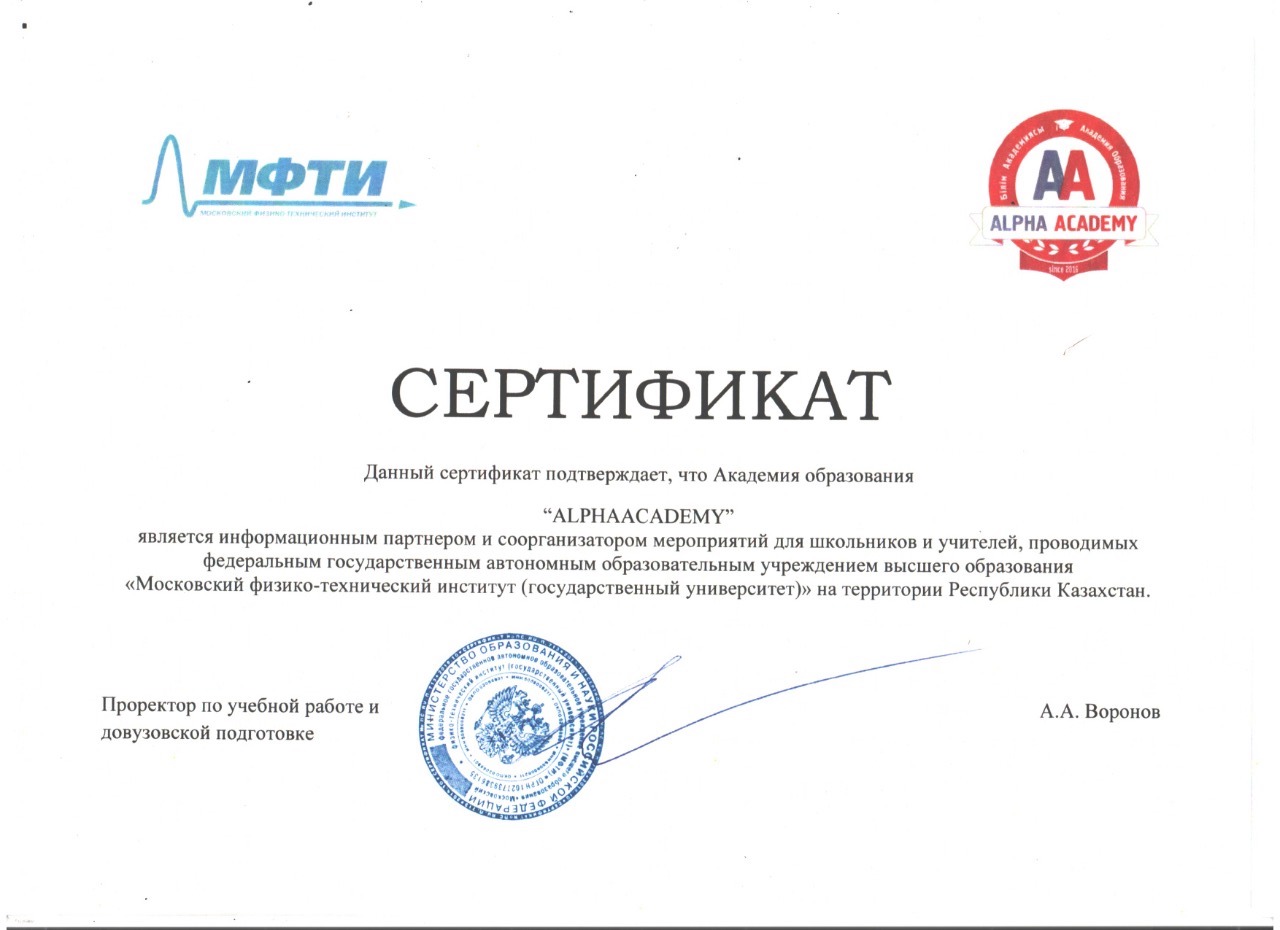 МФТИ
МОСКОВСКИЙ ФИЗИКО-ТЕХНИЧЕСКИЙ ИНСТИТУТ
Білім Академиясы Академия Образования
AA
ALPHA ACADEMY
since 2015
СЕРТИФИКАТ
Данный сертификат подтверждает, что Академия образования
“ALPHAACADEMY”
является информационным партнером и соорганизатором мероприятий для школьников и учителей, проводимых
федеральным государственным автономным образовательным учреждением высшего образования
«Московский физико-технический институт (государственный университет)» на территории Республики Казахстан.
МИНИСТЕРСТВО ОБРАЗОВАНИЯ И НАУКИ РОССИЙСКОЙ ФЕДЕРАЦИИ
Федеральное государственное автономное образовательное учреждение высшего образования «Московский
физико-технический институт (государственный университет)»
Проректор по учебной работе и
довузовской подготовке
А.А. Воронов